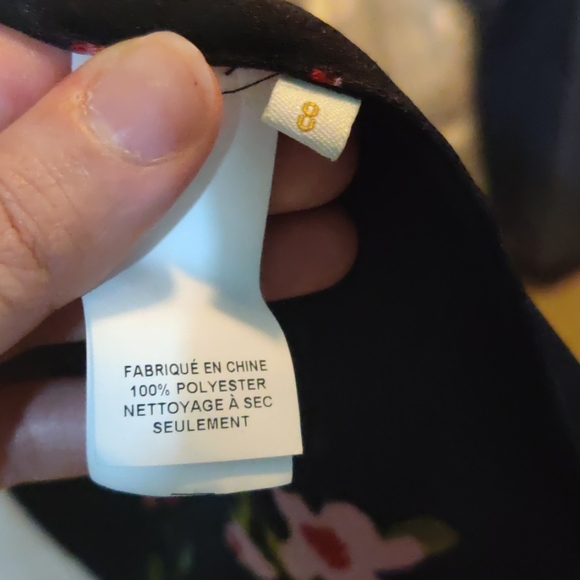 8
FABRIQUÉ EN CHINE
100% POLYESTER
NETTOYAGE À SEC
SEULEMENT